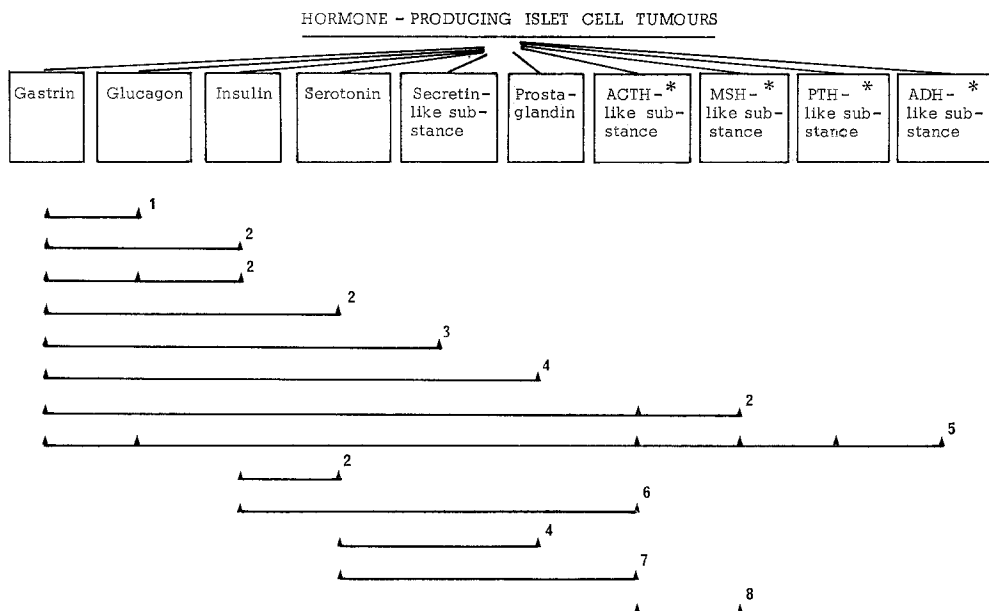 HORMONE - PRODUCING ISLET CELL TUMOURS
Gastrin
Glucagon
Insulin
Serotonin
Secretin-
like sub-
stance
Prosta-
glandin
ACTH- *
like sub-
stance
MSH- *
like sub-
stance
PTH- *
like sub-
stance
ADH- *
like sub-
stance
1
2
2
2
3
4
2
5
2
6
4
7
8